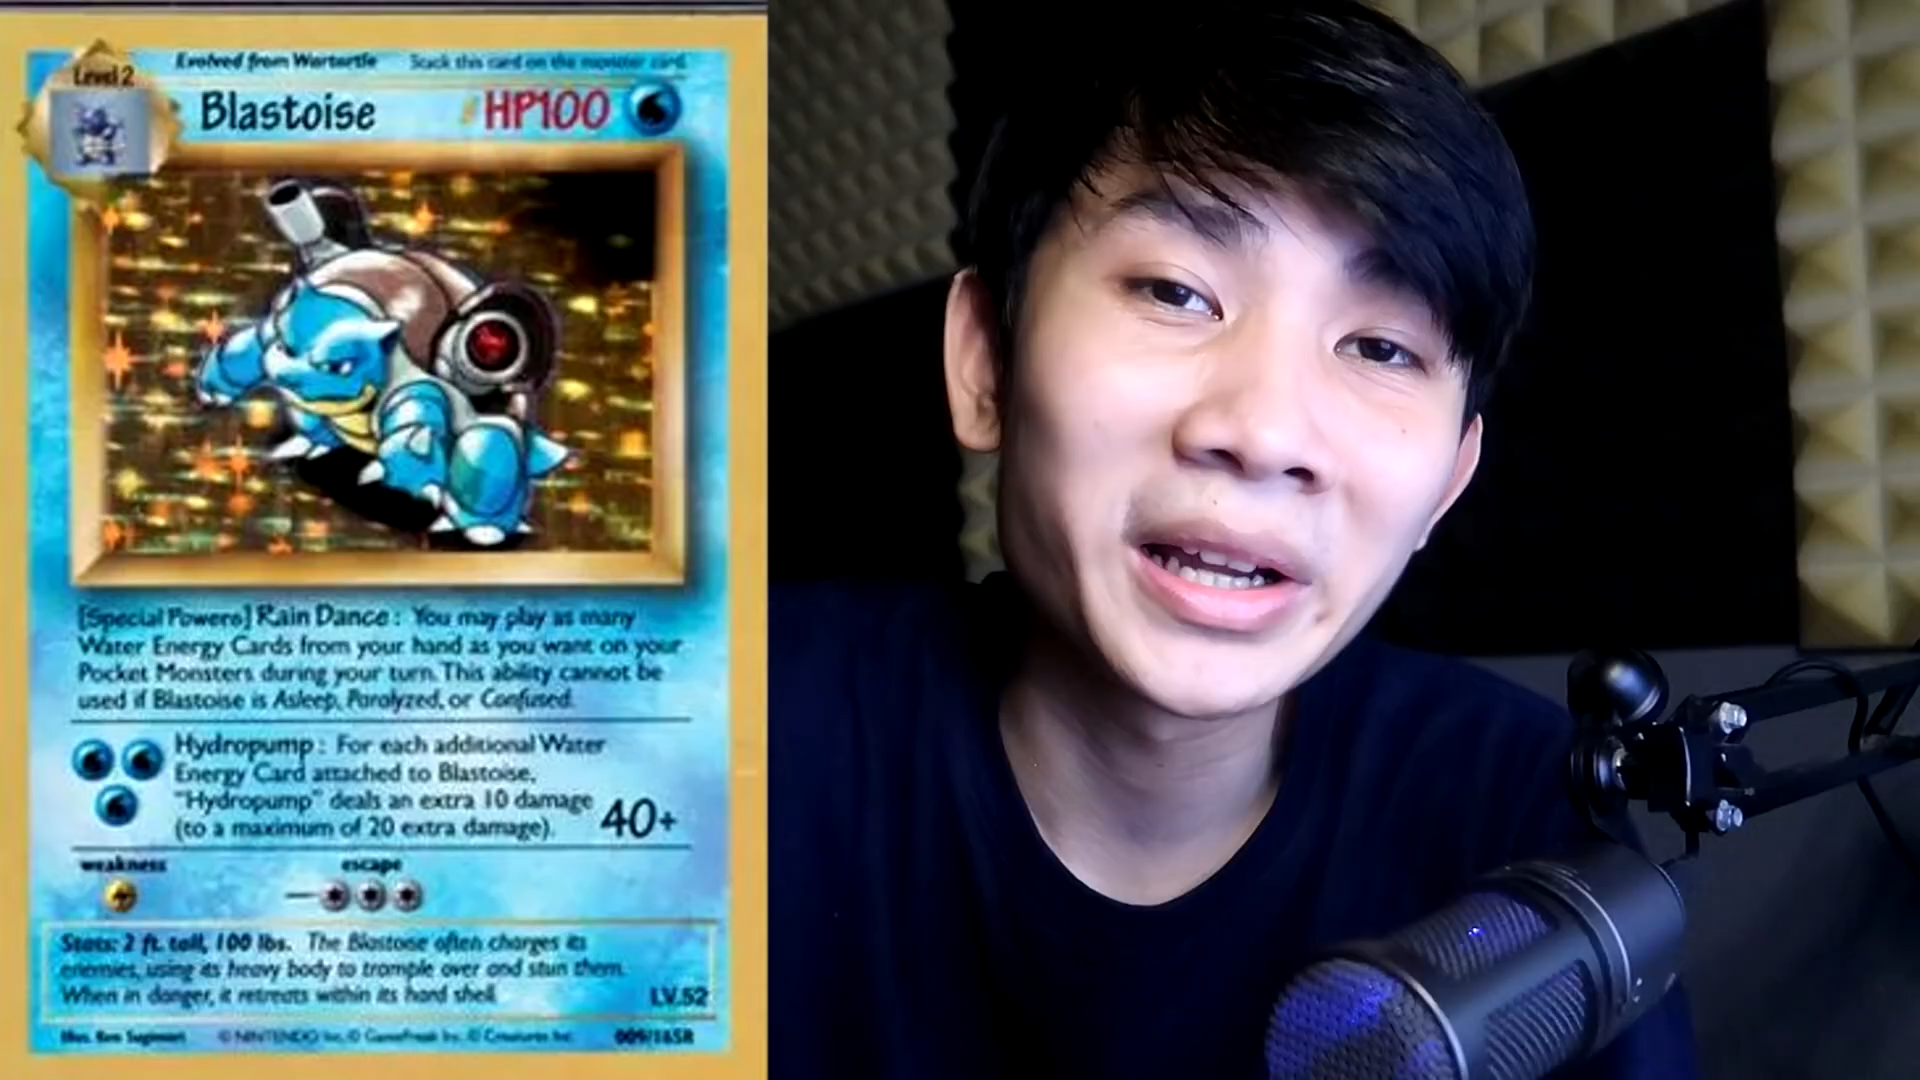 Evolved from Wartortle Stack this card on the monster card.
Level 2
Blastoise HP100
[Special Powers] Rain Dance : You may play as many
Water Energy Cards from your hand as you want on your
Pocket Monsters during your turn. This ability cannot be
used if Blastoise is Asleep, Paralyzed, or Confused.
Hydropump : For each additional Water
Energy Card attached to Blastoise,
"Hydropump" deals an extra 10 damage
(to a maximum of 20 extra damage).
40+
weakness escape
Stats: 2 ft. tall, 100 lbs. The Blastoise often charges its
enemies, using its heavy body to trample over and stun them.
When in danger, it retreats within its hard shell.
LV.52
© NINTENDO Inc. © GameFreak Inc. © Creatures Inc.